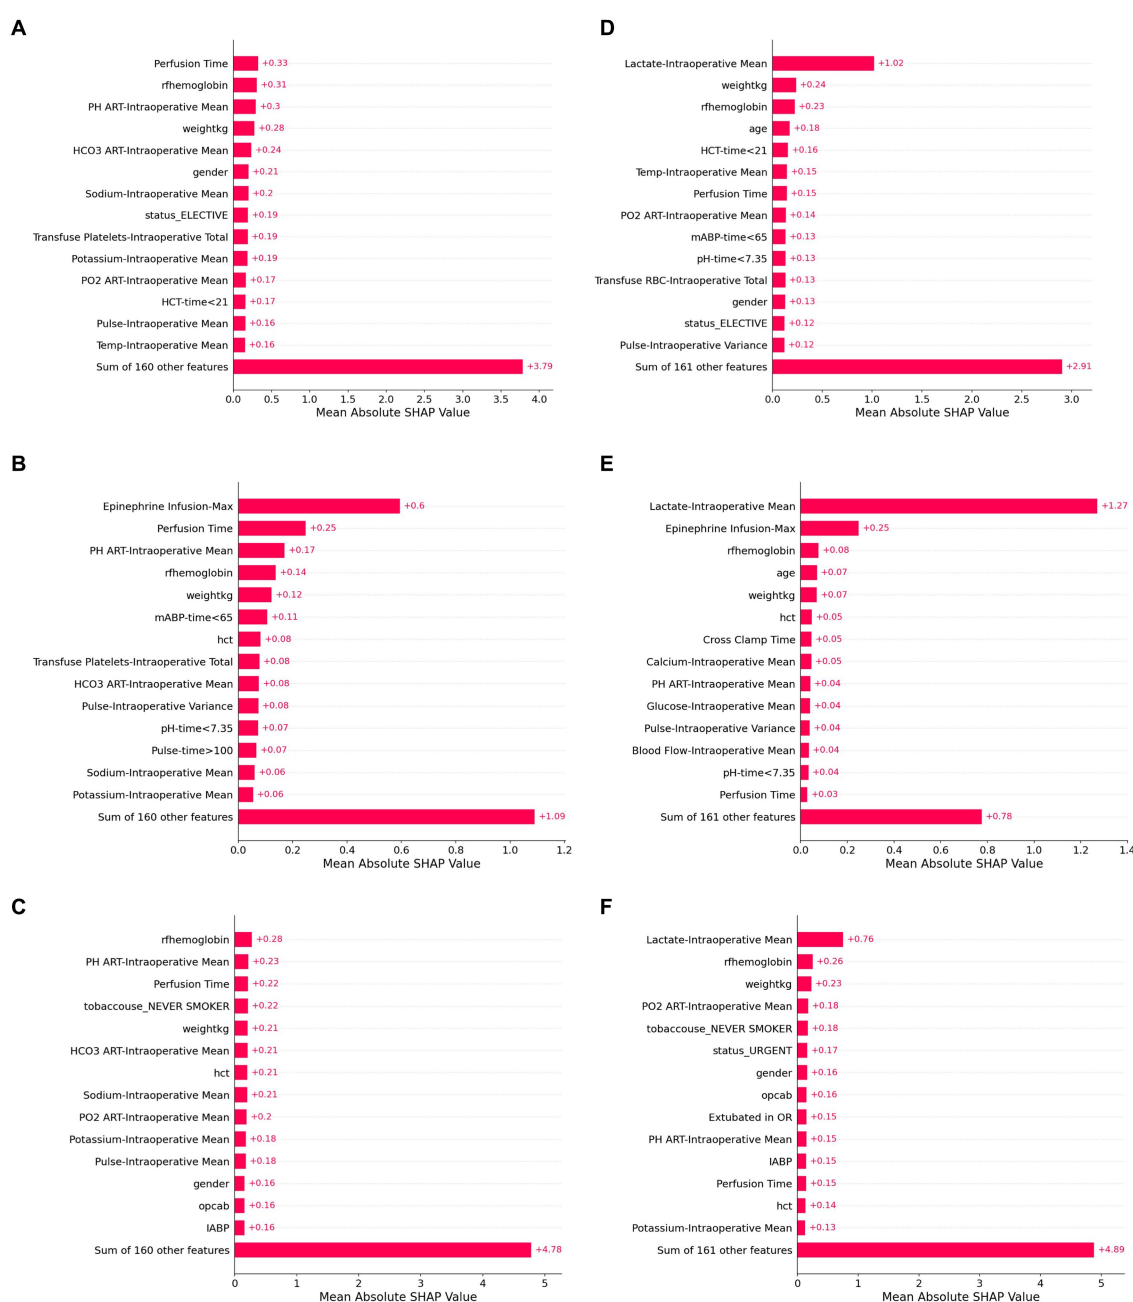 A
Perfusion Time +0.33
rfhemoglobin +0.31
PH ART-Intraoperative Mean +0.3
weightkg +0.28
HCO3 ART-Intraoperative Mean +0.24
gender +0.21
Sodium-Intraoperative Mean +0.2
status_ELECTIVE +0.19
Transfuse Platelets-Intraoperative Total +0.19
Potassium-Intraoperative Mean +0.19
PO2 ART-Intraoperative Mean +0.17
HCT-time<21 +0.17
Pulse-Intraoperative Mean +0.16
Temp-Intraoperative Mean +0.16
Sum of 160 other features +3.79
0.0 0.5 1.0 1.5 2.0 2.5 3.0 3.5 4.0
Mean Absolute SHAP Value
D
Lactate-Intraoperative Mean +1.02
weightkg +0.24
rfhemoglobin +0.23
age +0.18
HCT-time<21 +0.16
Temp-Intraoperative Mean +0.15
Perfusion Time +0.15
PO2 ART-Intraoperative Mean +0.14
mABP-time<65 +0.13
pH-time<7.35 +0.13
Transfuse RBC-Intraoperative Total +0.13
gender +0.13
status_ELECTIVE +0.12
Pulse-Intraoperative Variance +0.12
Sum of 161 other features +2.91
0.0 0.5 1.0 1.5 2.0 2.5 3.0
Mean Absolute SHAP Value
B
Epinephrine Infusion-Max +0.6
Perfusion Time +0.25
PH ART-Intraoperative Mean +0.17
rfhemoglobin +0.14
weightkg +0.12
mABP-time<65 +0.11
hct +0.08
Transfuse Platelets-Intraoperative Total +0.08
HCO3 ART-Intraoperative Mean +0.08
Pulse-Intraoperative Variance +0.08
pH-time<7.35 +0.07
Pulse-time>100 +0.07
Sodium-Intraoperative Mean +0.06
Potassium-Intraoperative Mean +0.06
Sum of 160 other features +1.09
0.0 0.2 0.4 0.6 0.8 1.0 1.2
Mean Absolute SHAP Value
E
Lactate-Intraoperative Mean +1.27
Epinephrine Infusion-Max +0.25
rfhemoglobin +0.08
age +0.07
weightkg +0.07
hct +0.05
Cross Clamp Time +0.05
Calcium-Intraoperative Mean +0.05
PH ART-Intraoperative Mean +0.04
Glucose-Intraoperative Mean +0.04
Pulse-Intraoperative Variance +0.04
Blood Flow-Intraoperative Mean +0.04
pH-time<7.35 +0.04
Perfusion Time +0.03
Sum of 161 other features +0.78
0.0 0.2 0.4 0.6 0.8 1.0 1.2 1.4
Mean Absolute SHAP Value
C
rfhemoglobin +0.28
PH ART-Intraoperative Mean +0.23
Perfusion Time +0.22
tobaccouse_NEVER SMOKER +0.22
weightkg +0.21
HCO3 ART-Intraoperative Mean +0.21
hct +0.21
Sodium-Intraoperative Mean +0.21
PO2 ART-Intraoperative Mean +0.2
Potassium-Intraoperative Mean +0.18
Pulse-Intraoperative Mean +0.18
gender +0.16
opcab +0.16
IABP +0.16
Sum of 160 other features +4.78
0 1 2 3 4 5
Mean Absolute SHAP Value
F
Lactate-Intraoperative Mean +0.76
rfhemoglobin +0.26
weightkg +0.23
PO2 ART-Intraoperative Mean +0.18
tobaccouse_NEVER SMOKER +0.18
status_URGENT +0.17
gender +0.16
opcab +0.16
Extubated in OR +0.15
PH ART-Intraoperative Mean +0.15
IABP +0.15
Perfusion Time +0.15
hct +0.14
Potassium-Intraoperative Mean +0.13
Sum of 161 other features +4.89
0 1 2 3 4 5
Mean Absolute SHAP Value